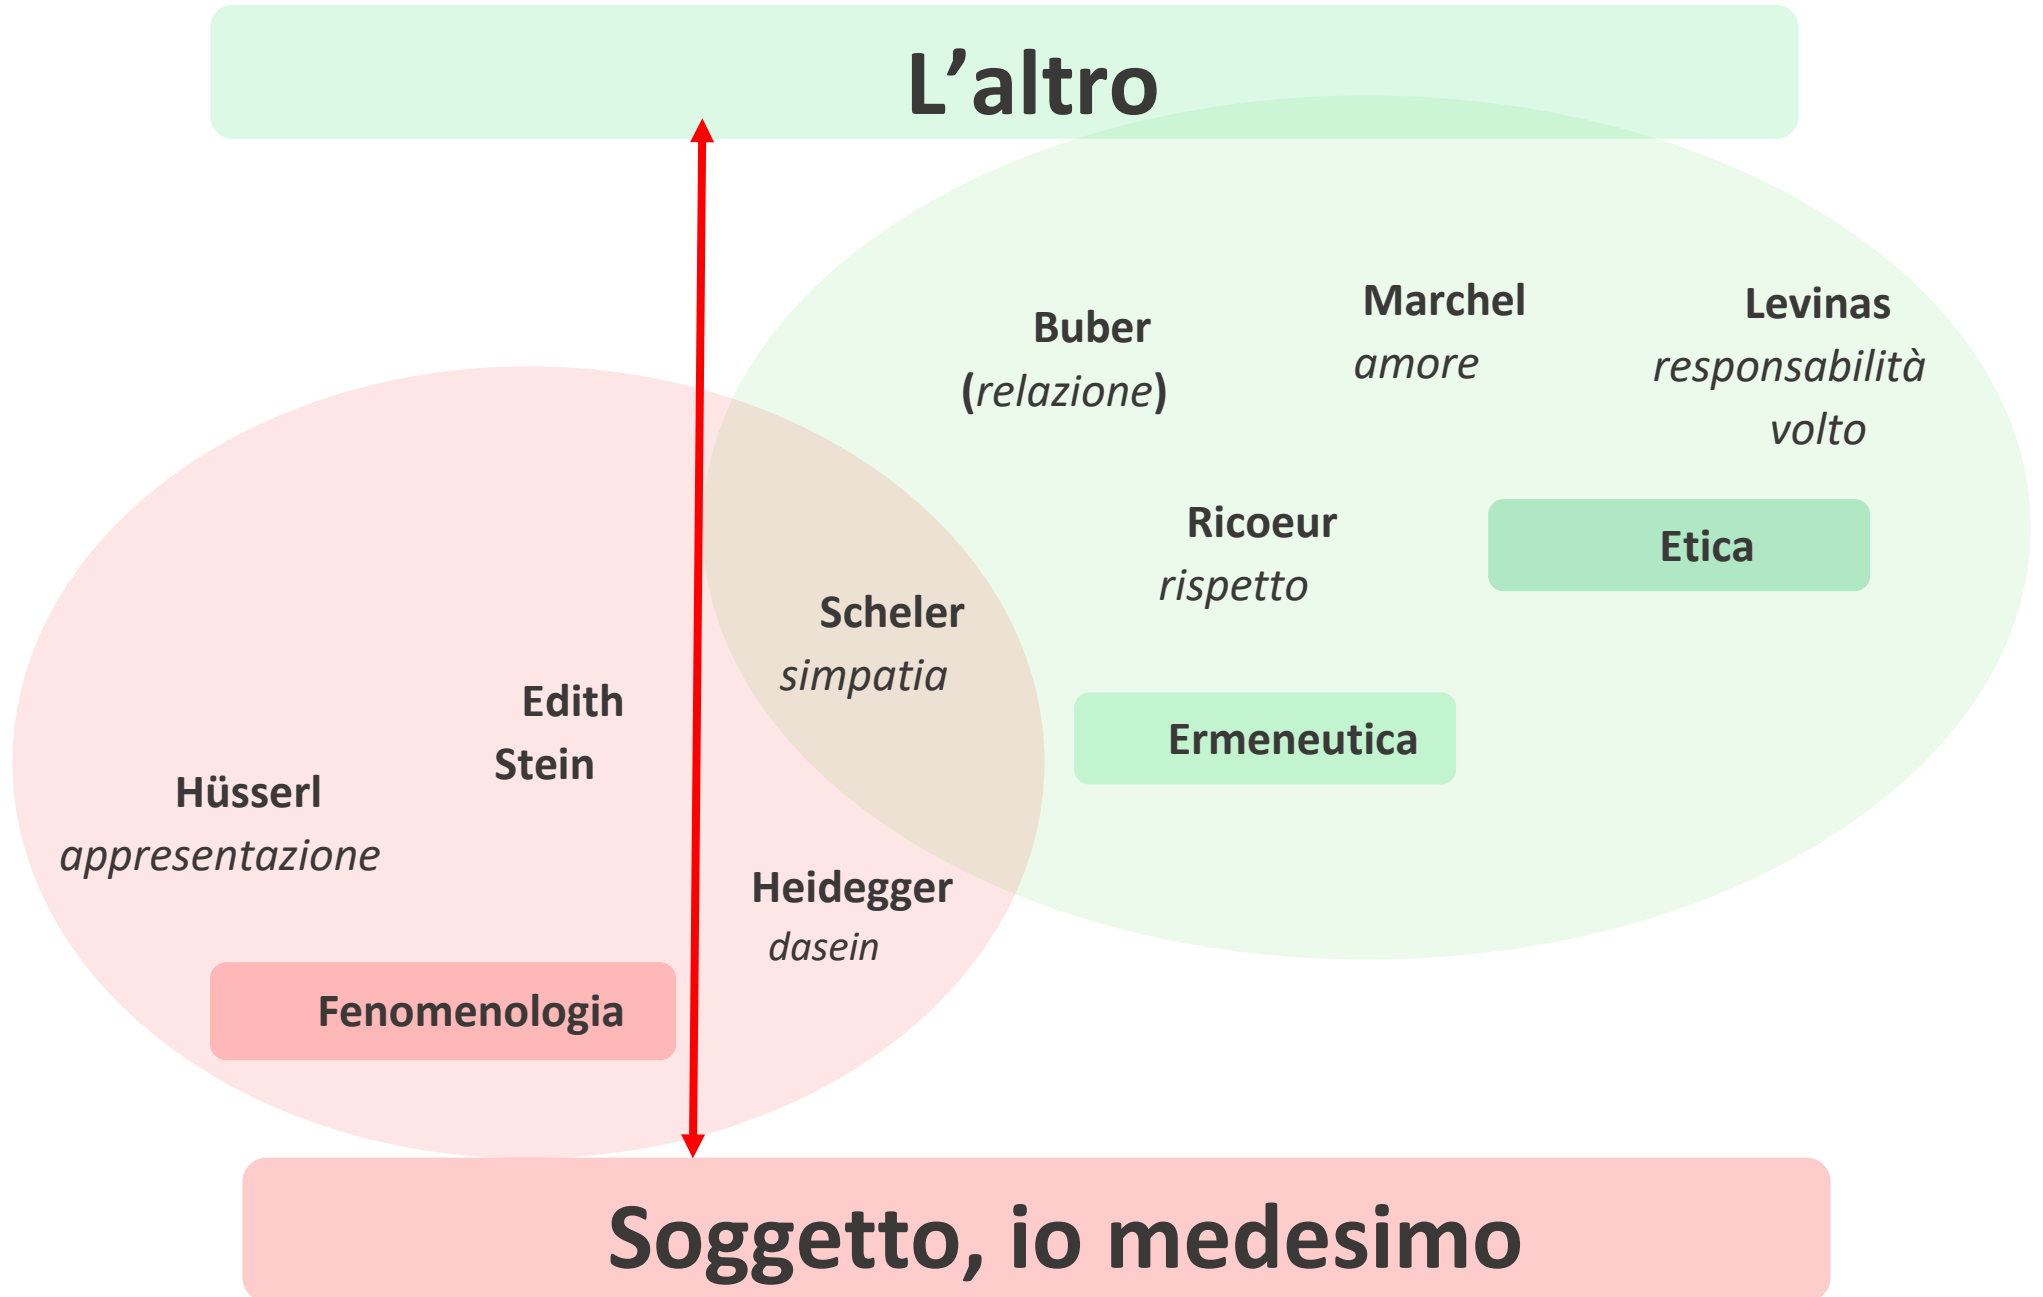 L’altro
Buber
(relazione)
Marchel
amore
Levinas
responsabilità
volto
Ricoeur
rispetto
Etica
Scheler
simpatia
Edith
Stein
Ermeneutica
Hüsserl
appresentazione
Heidegger
dasein
Fenomenologia
Soggetto, io medesimo